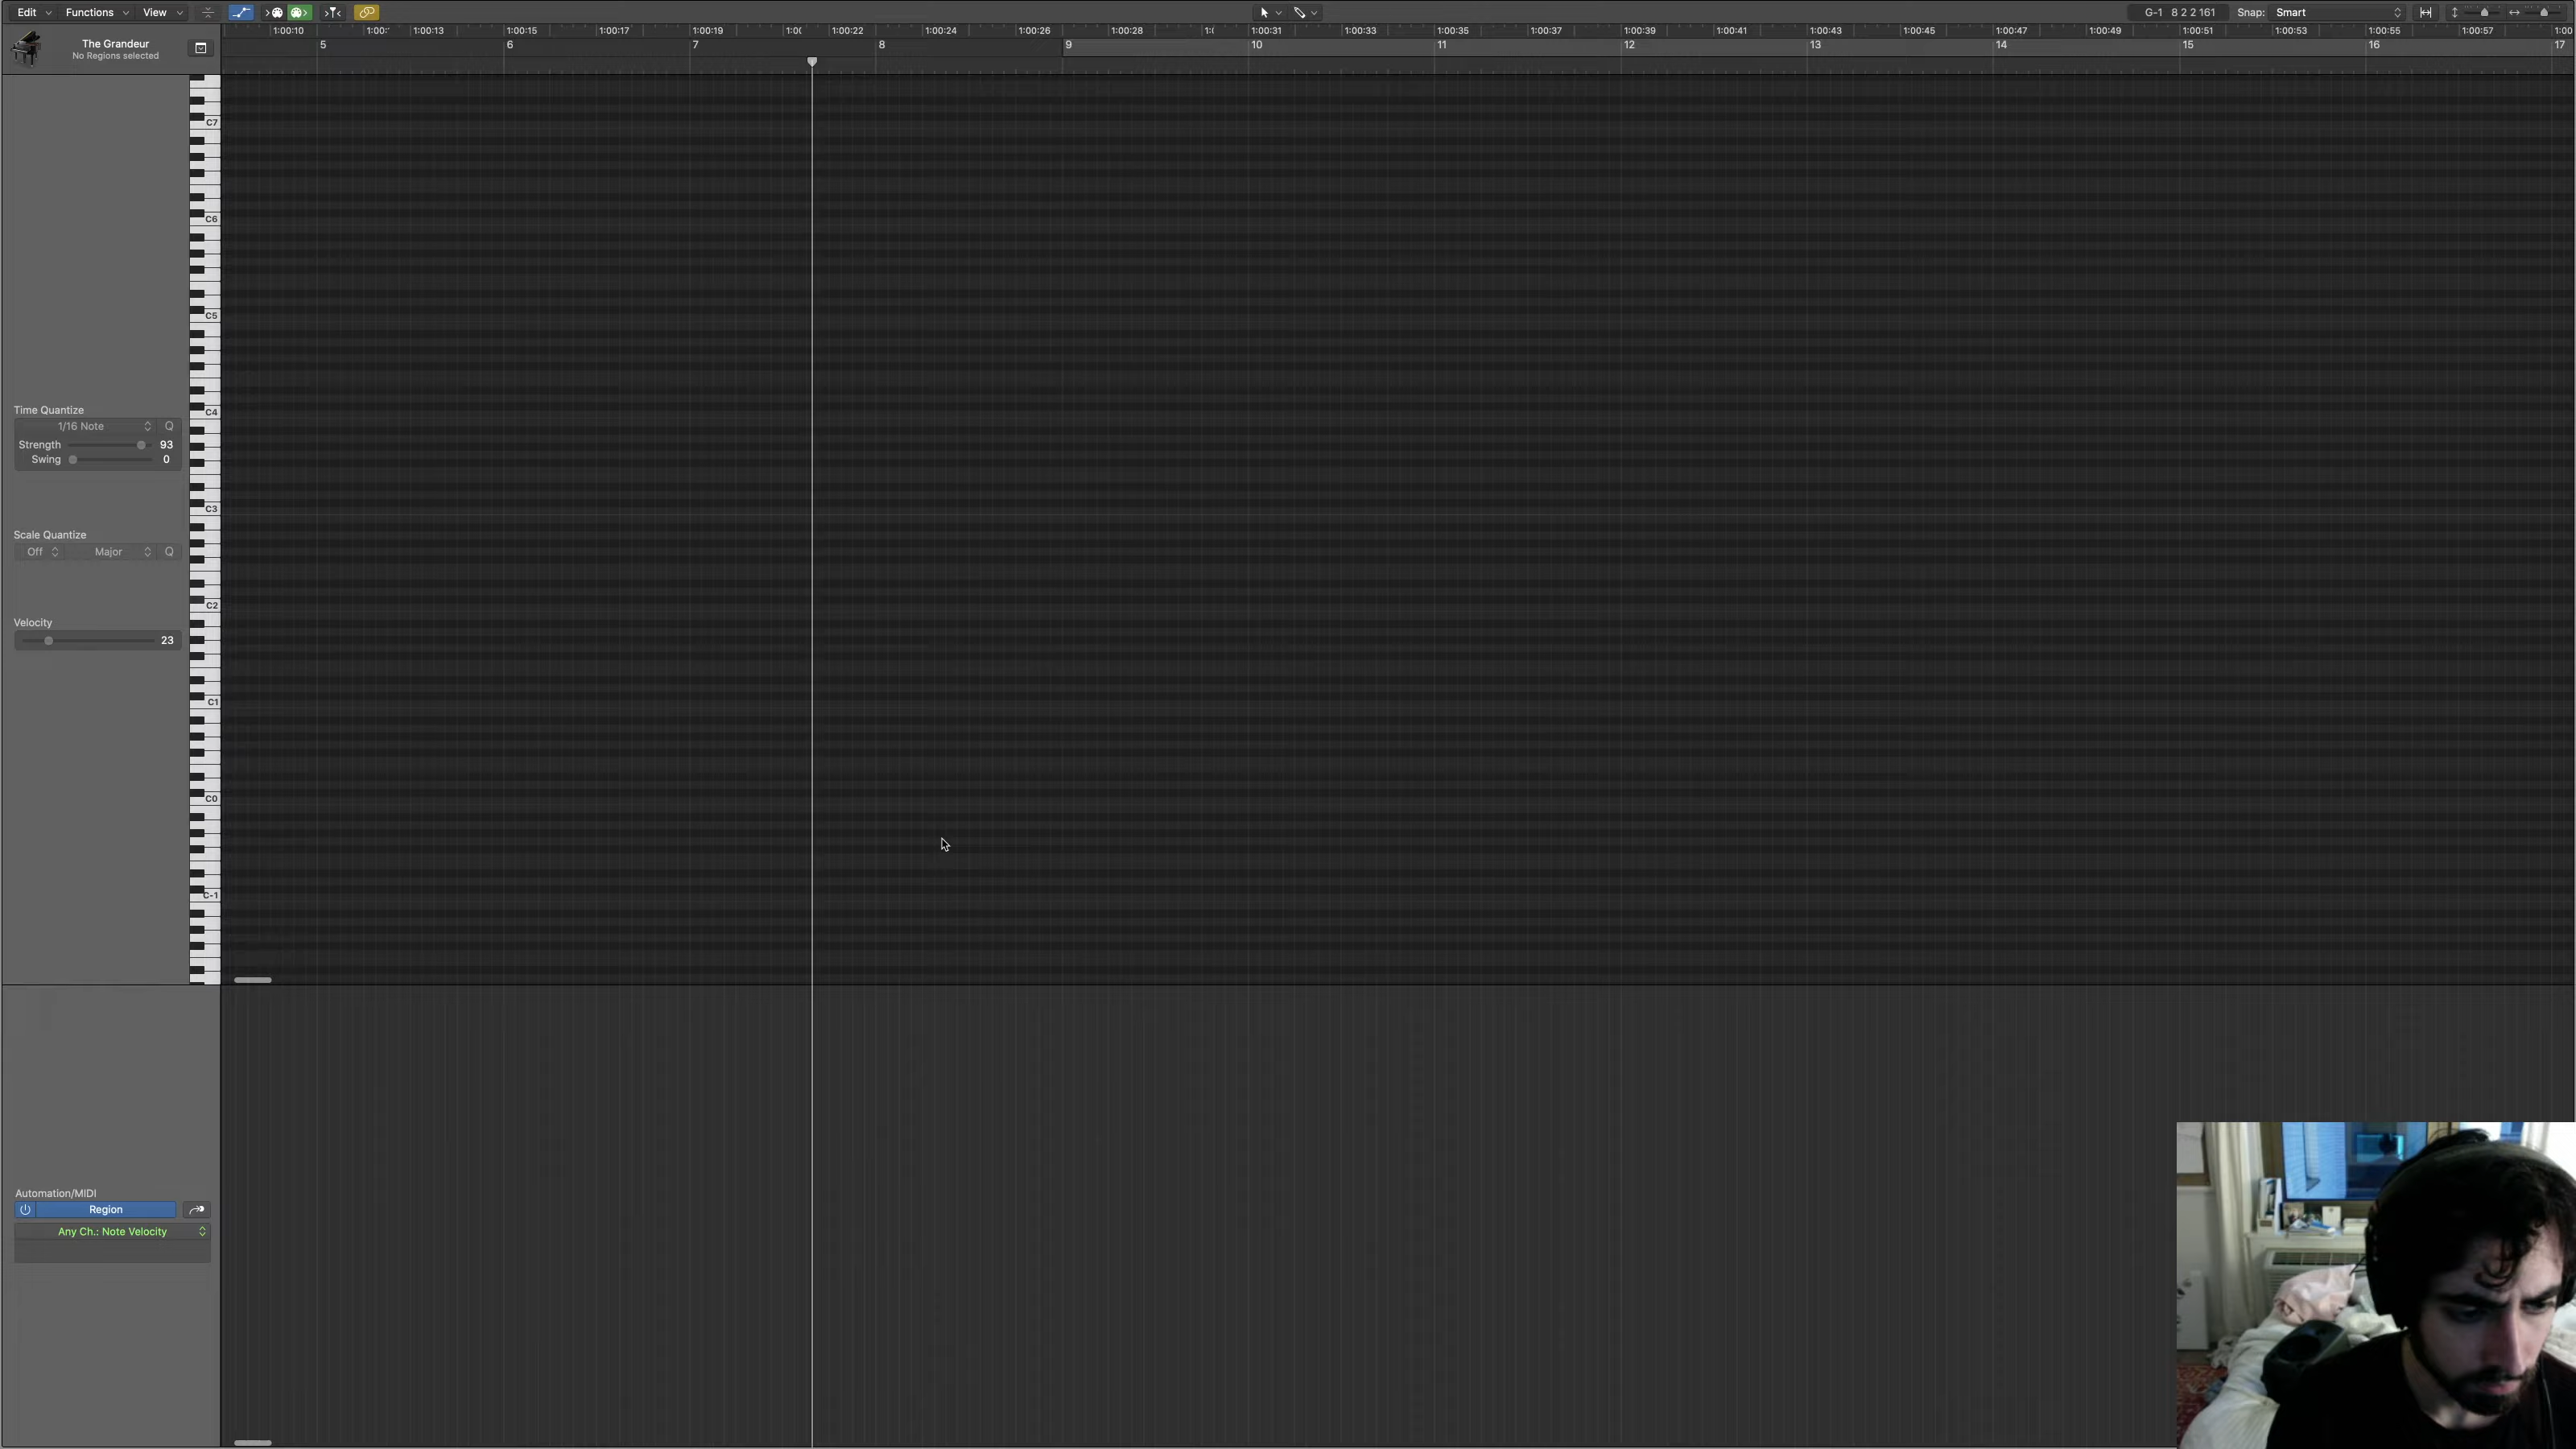 Edit Functions View G-1 8 2 2 161 Snap: Smart
The Grandeur
No Regions selected
1:00:10 1:00:13 1:00:15 1:00:17 1:00:19 1:00:22 1:00:24 1:00:26 1:00:28 1:00:31 1:00:33 1:00:35 1:00:37 1:00:39 1:00:41 1:00:43 1:00:45 1:00:47 1:00:49 1:00:51 1:00:53 1:00:55 1:00:57 1:00
5 6 7 8 9 10 11 12 13 14 15 16 17
C7
C6
C5
C4
C3
C2
C1
C0
C-1
Time Quantize
1/16 Note Q
Strength 93
Swing 0
Scale Quantize
Off Major Q
Velocity
23
Automation/MIDI
Region
Any Ch.: Note Velocity